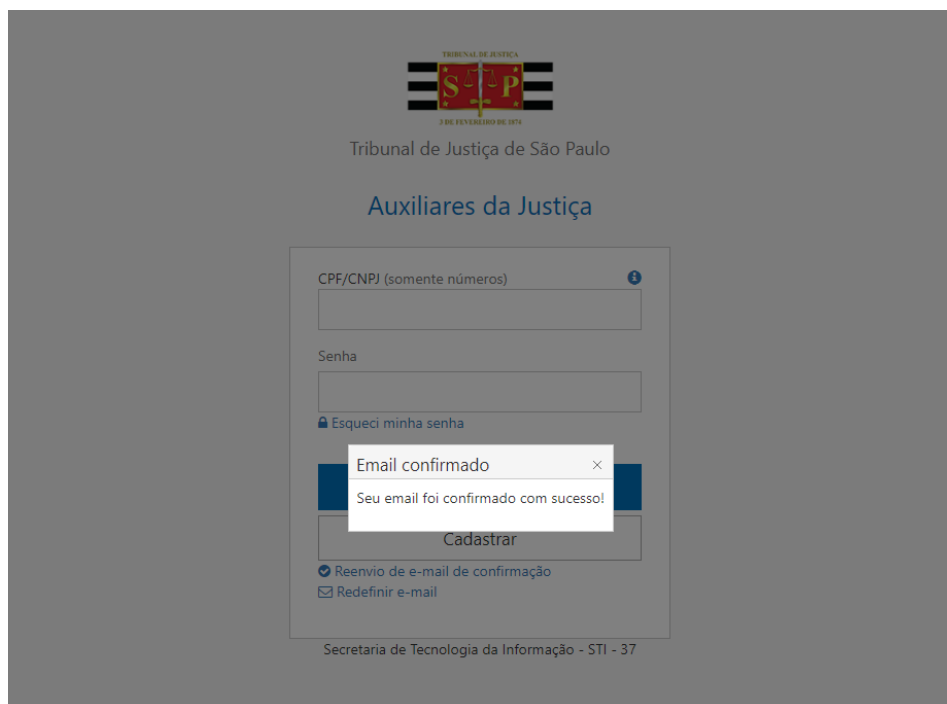 TRIBUNAL DE JUSTIÇA
S P
3 DE FEVEREIRO DE 1874
Tribunal de Justiça de São Paulo
Auxiliares da Justiça
CPF/CNPJ (somente números)
Senha
Esqueci minha senha
Email confirmado ×
Seu email foi confirmado com sucesso!
Cadastrar
Reenvio de e-mail de confirmação
Redefinir e-mail
Secretaria de Tecnologia da Informação - STI - 37